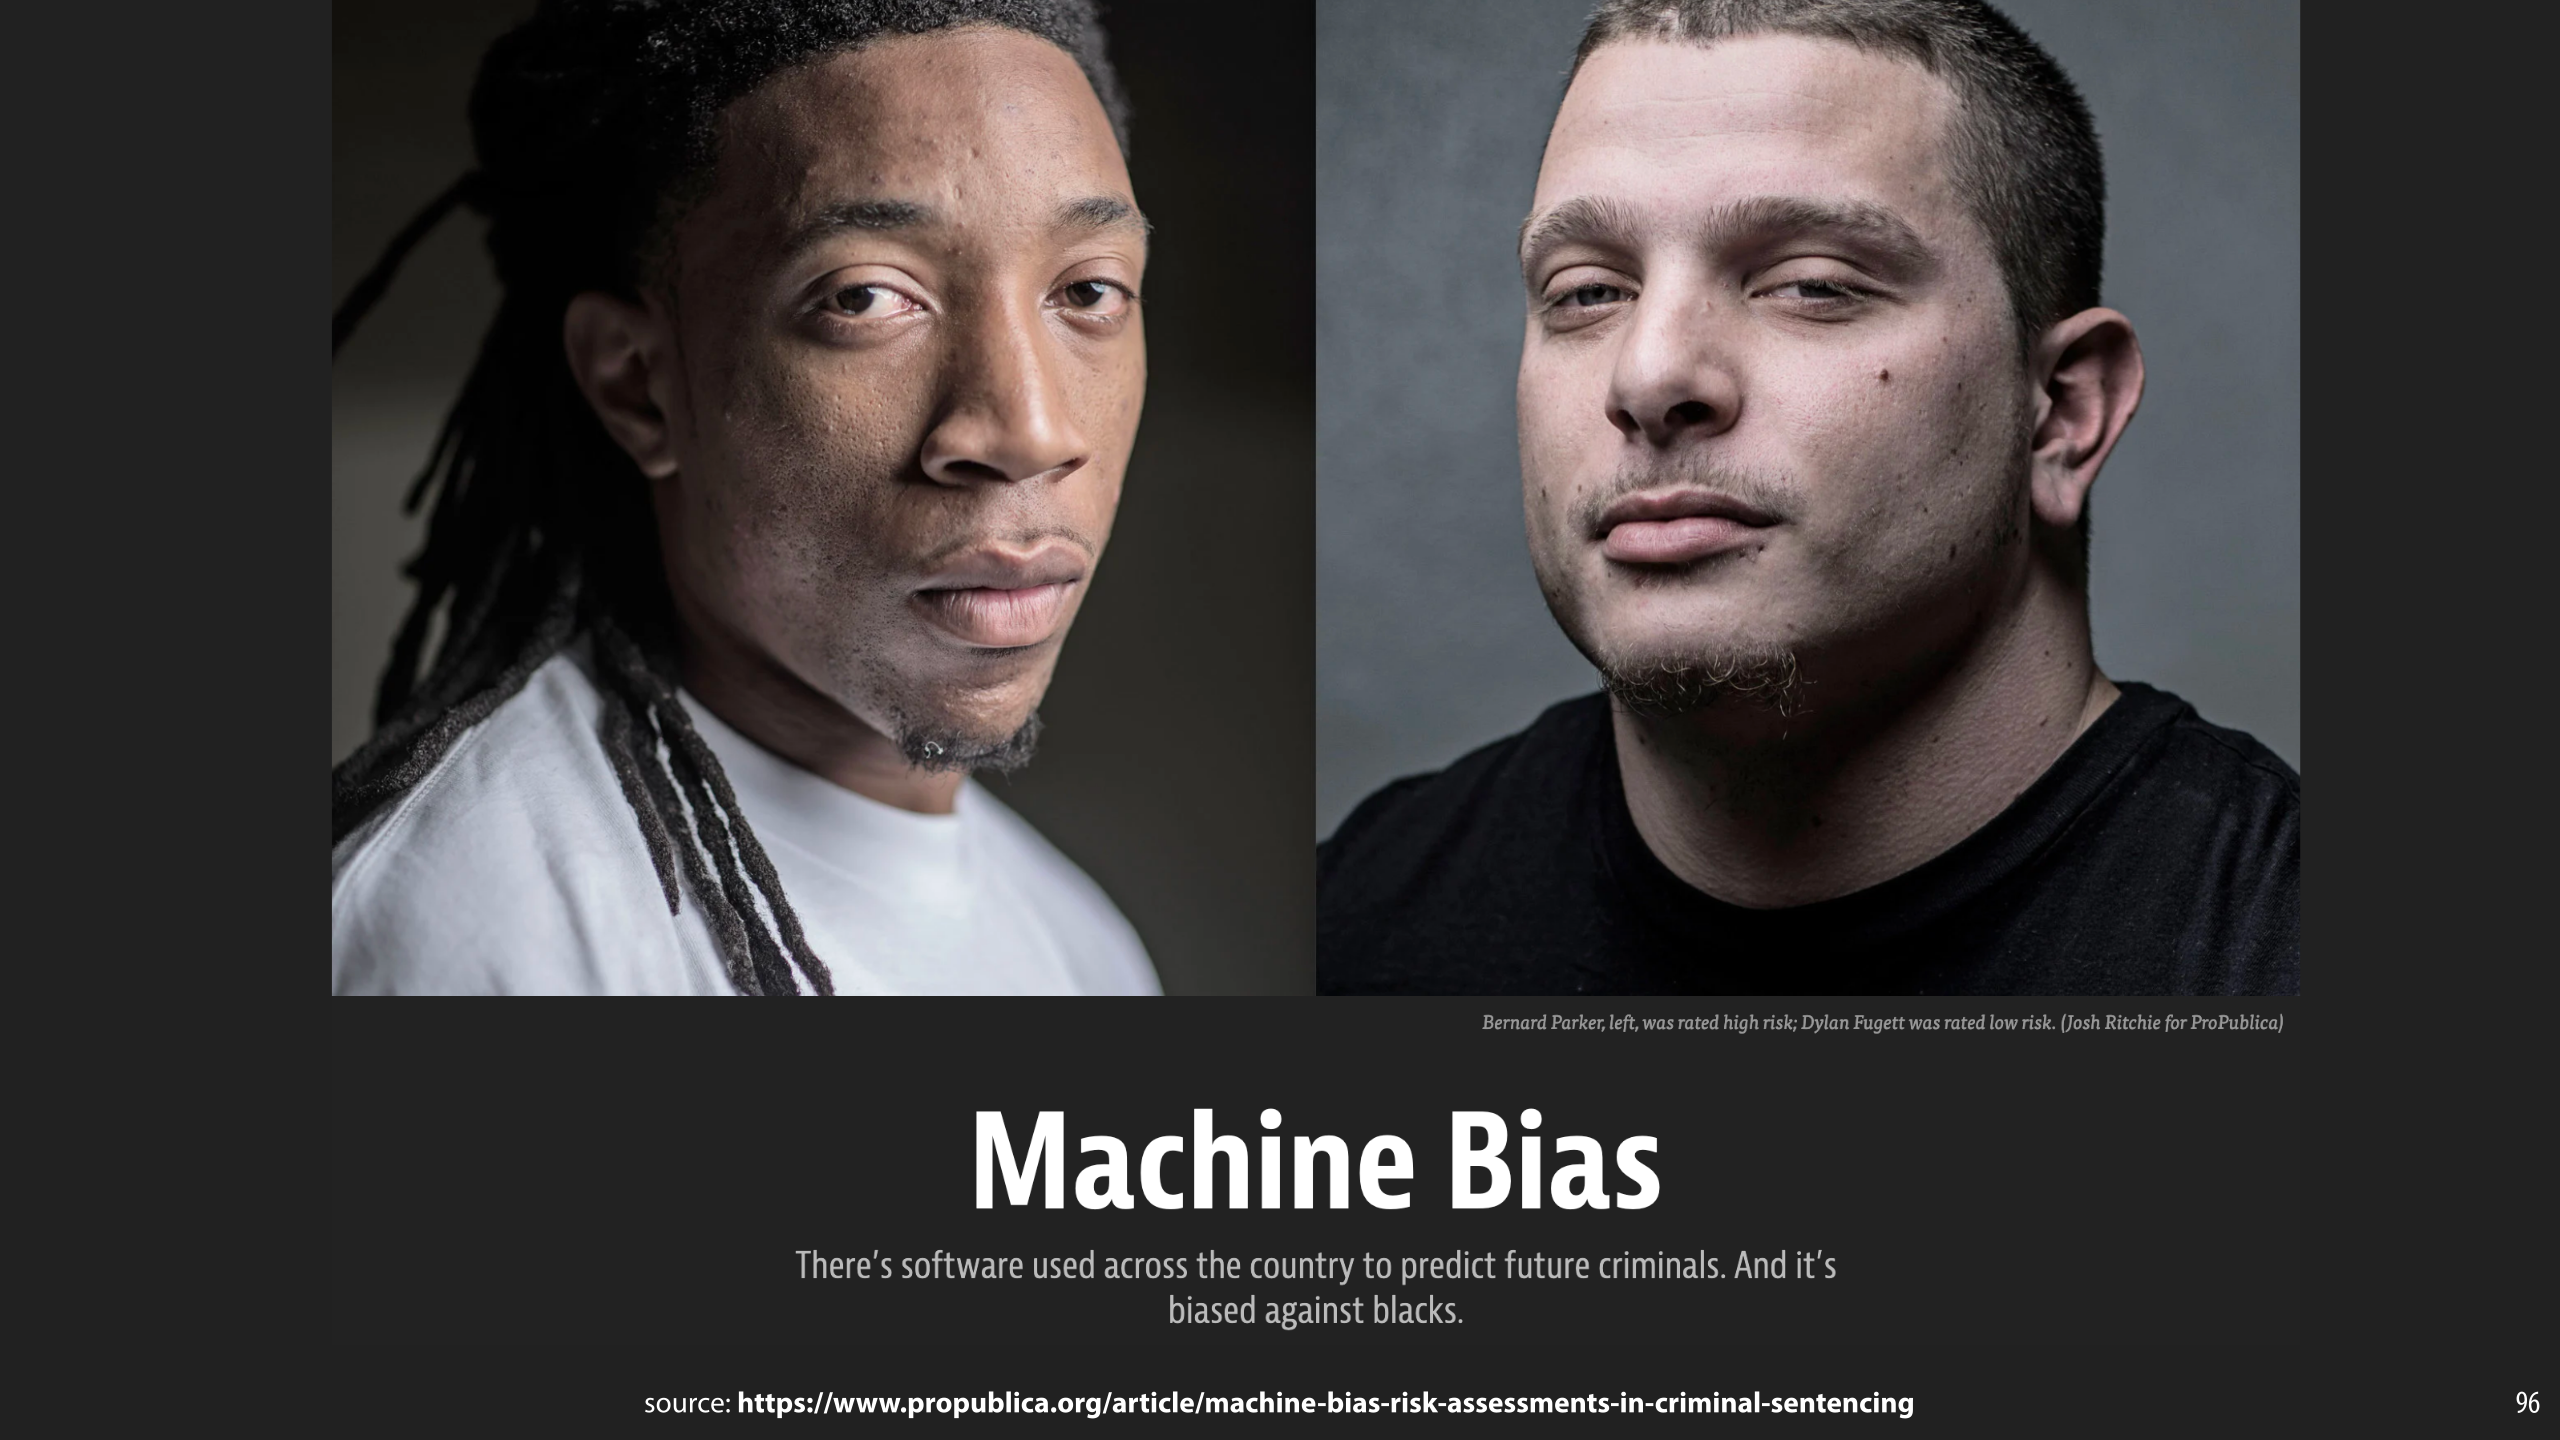 Bernard Parker, left, was rated high risk; Dylan Fugett was rated low risk. (Josh Ritchie for ProPublica)
Machine Bias
There’s software used across the country to predict future criminals. And it’s
biased against blacks.
source: https://www.propublica.org/article/machine-bias-risk-assessments-in-criminal-sentencing
96